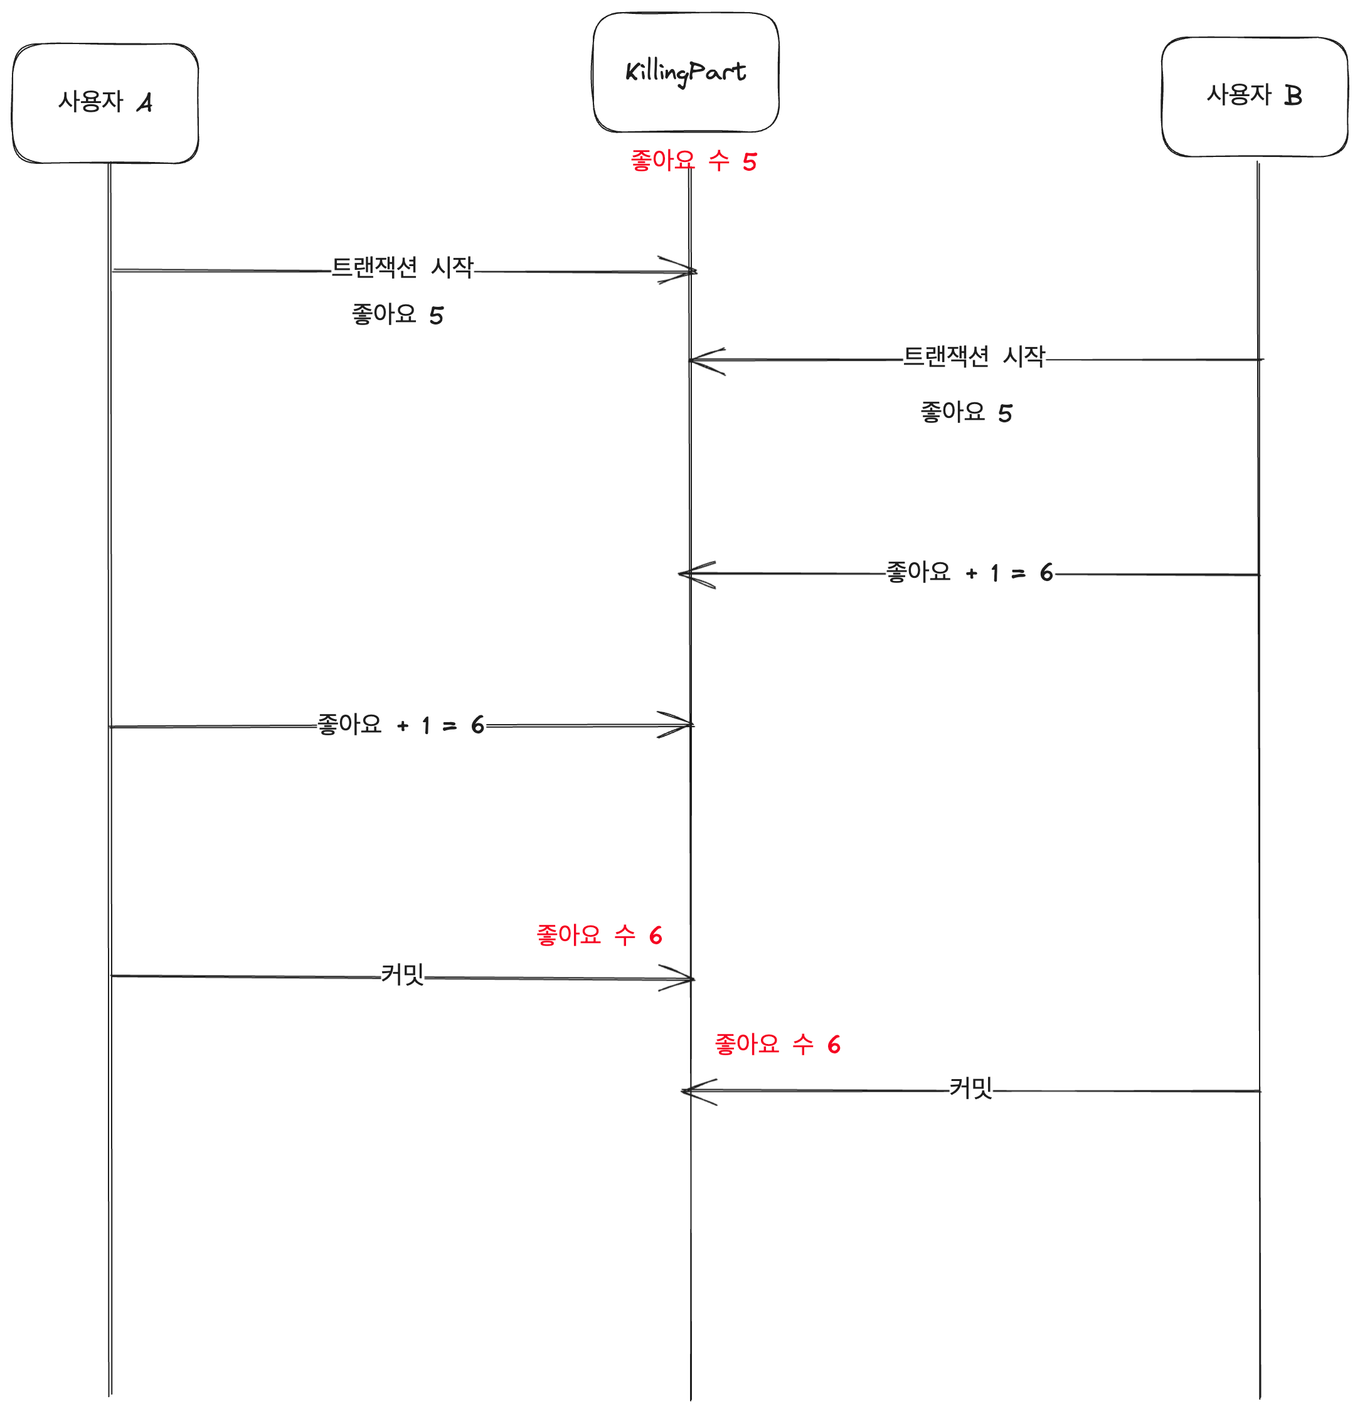 사용자 A
KillingPart
사용자 B
좋아요 수 5
트랜잭션 시작
좋아요 5
트랜잭션 시작
좋아요 5
좋아요 + 1 = 6
좋아요 + 1 = 6
좋아요 수 6
커밋
좋아요 수 6
커밋